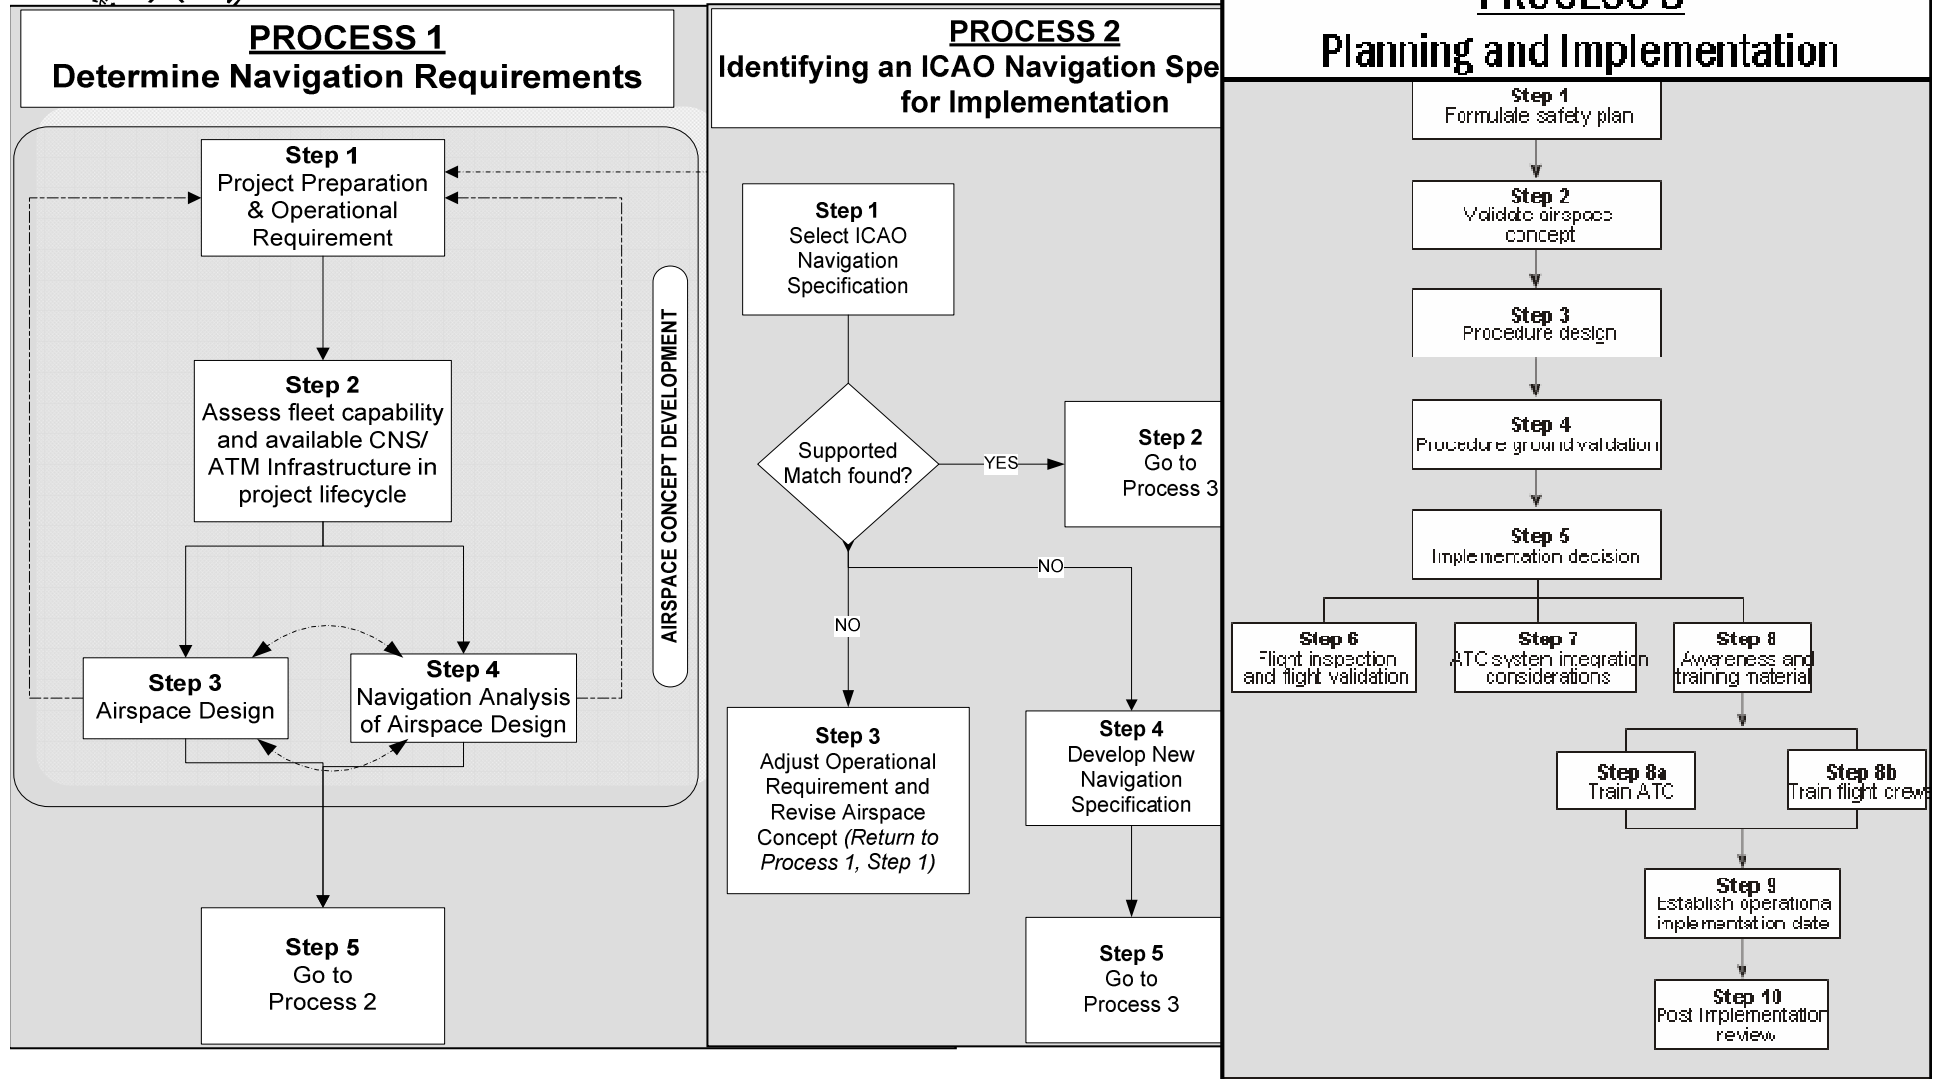 PROCESS 1
Determine Navigation Requirements
Step 1
Project Preparation
& Operational
Requirement
Step 2
Assess fleet capability
and available CNS/
ATM Infrastructure in
project lifecycle
Step 3
Airspace Design
Step 4
Navigation Analysis
of Airspace Design
AIRSPACE CONCEPT DEVELOPMENT
Step 5
Go to
Process 2
PROCESS 2
Identifying an ICAO Navigation Spe
for Implementation
Step 1
Select ICAO
Navigation
Specification
Supported
Match found?
YES
Step 2
Go to
Process 3
NO
NO
Step 3
Adjust Operational
Requirement and
Revise Airspace
Concept (Return to
Process 1, Step 1)
Step 4
Develop New
Navigation
Specification
Step 5
Go to
Process 3
PROCESS
Planning and Implementation
Step 1
Formulale safety plan
Step 2
Validate airspace
concept
Step 3
Procedure design
Step 4
Procedure ground validation
Step 5
Implementation decision
Step 6
Flight inspection
and flight validation
Step 7
ATC system integration
considerations
Step 8
Awareness and
training material
Step 8a
Train ATC
Step 8b
Train flight crews
Step 9
Establish operationa
implementation date
Step 10
Post Implementation
review